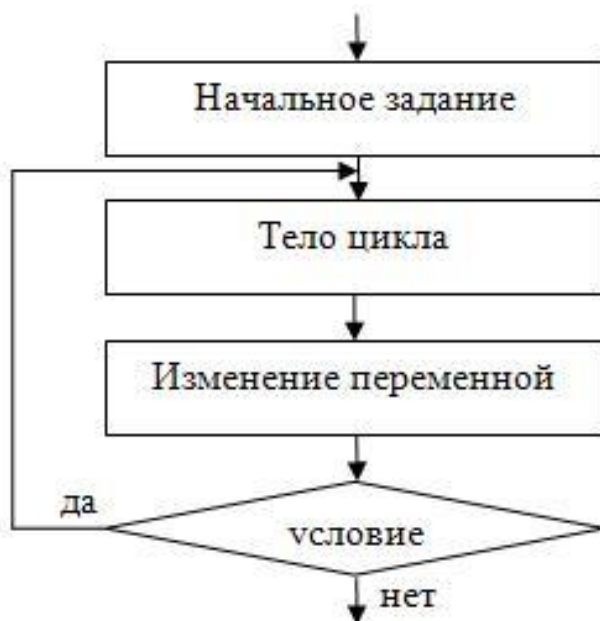 Начальное задание
Тело цикла
Изменение переменной
да
условие
нет